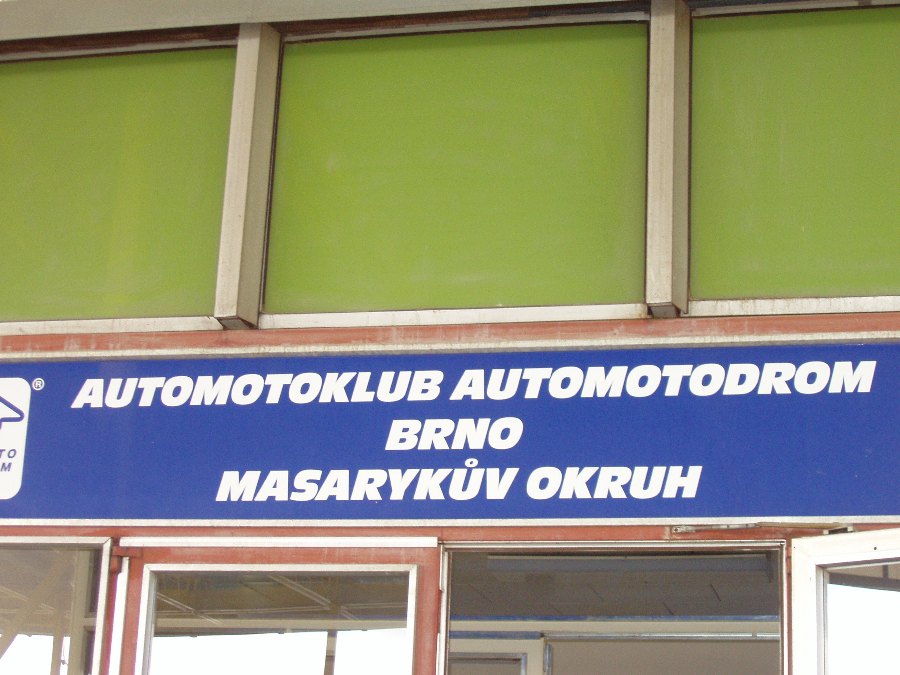 AUTOMOTOKLUB AUTOMOTODROM
BRNO
MASARYKŮV OKRUH
®